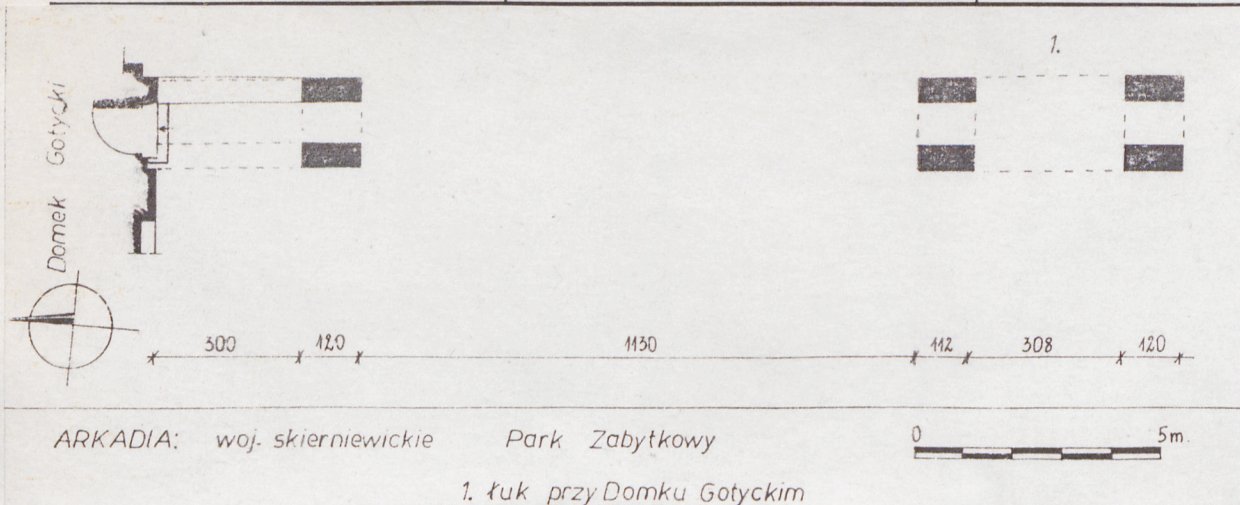 1.
Domek Gotycki
300 120 1130 112 308 120
ARKADIA: woj. skierniewickie Park Zabytkowy
0 5m.
1. łuk przy Domku Gotyckim